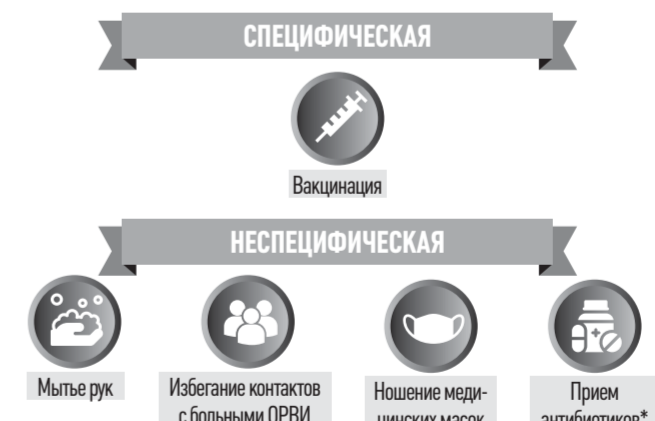 СПЕЦИФИЧЕСКАЯ
Вакцинация
НЕСПЕЦИФИЧЕСКАЯ
Мытье рук
Избегание контактов
с больными ОРВИ
Ношение меди-
цинских масок
Прием
антибиотиков*